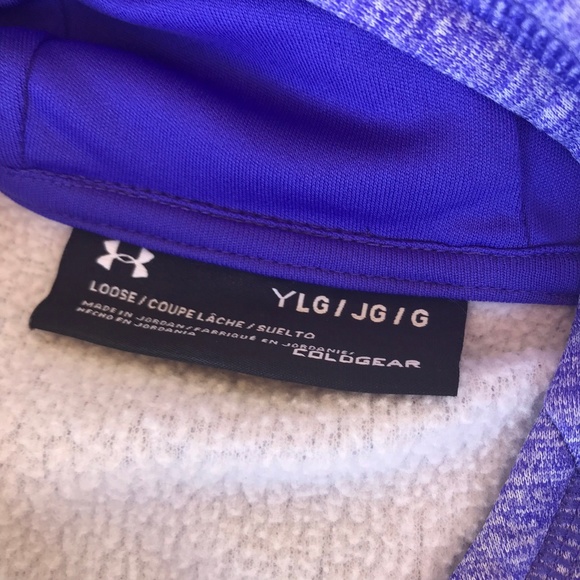 YLG / JG / G
LOOSE / COUPE LÂCHE / SUELTO
MADE IN JORDAN / FABRIQUÉ EN JORDANIE/
HECHO EN JORDANIA
COLDGEAR